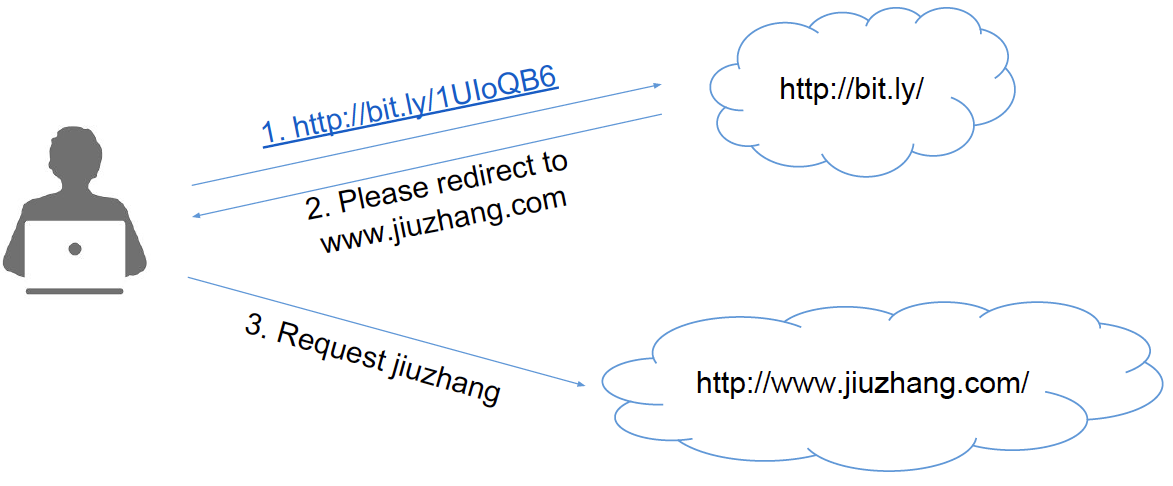 1. http://bit.ly/1UIoQB6
http://bit.ly/
2. Please redirect to
www.jiuzhang.com
3. Request jiuzhang
http://www.jiuzhang.com/